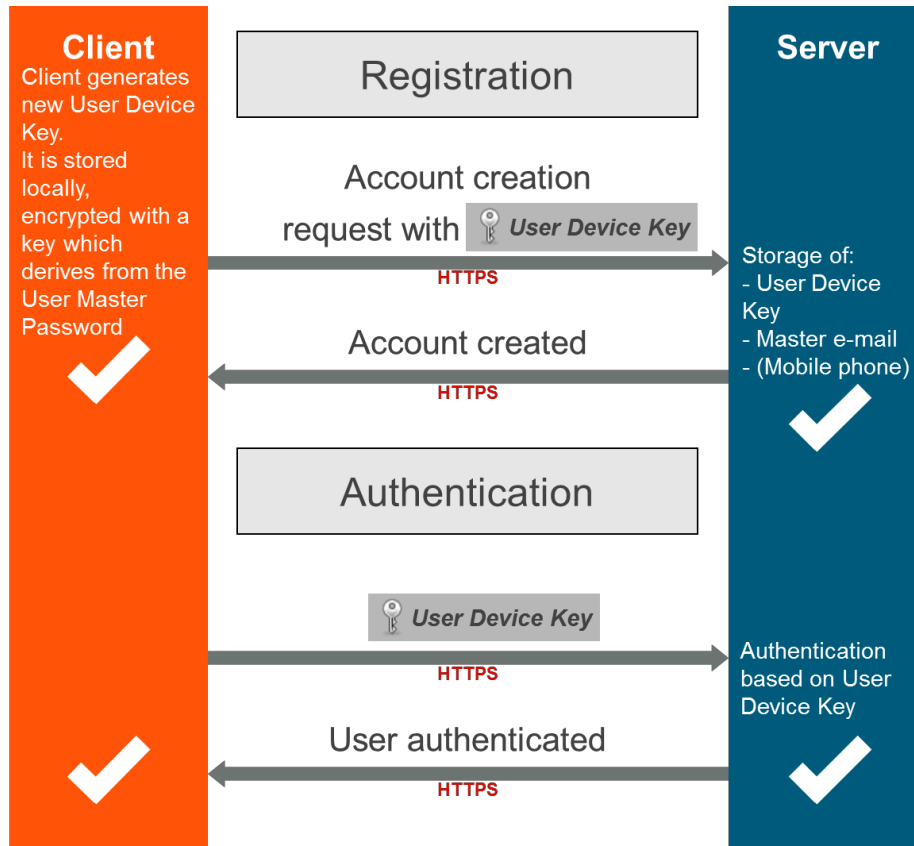 Client
Client generates
new User Device
Key.
It is stored
locally,
encrypted with a
key which
derives from the
User Master
Password
Registration
Account creation
request with User Device Key
HTTPS
Account created
HTTPS
Server
Storage of:
- User Device
Key
- Master e-mail
- (Mobile phone)
Authentication
User Device Key
HTTPS
User authenticated
HTTPS
Authentication
based on User
Device Key